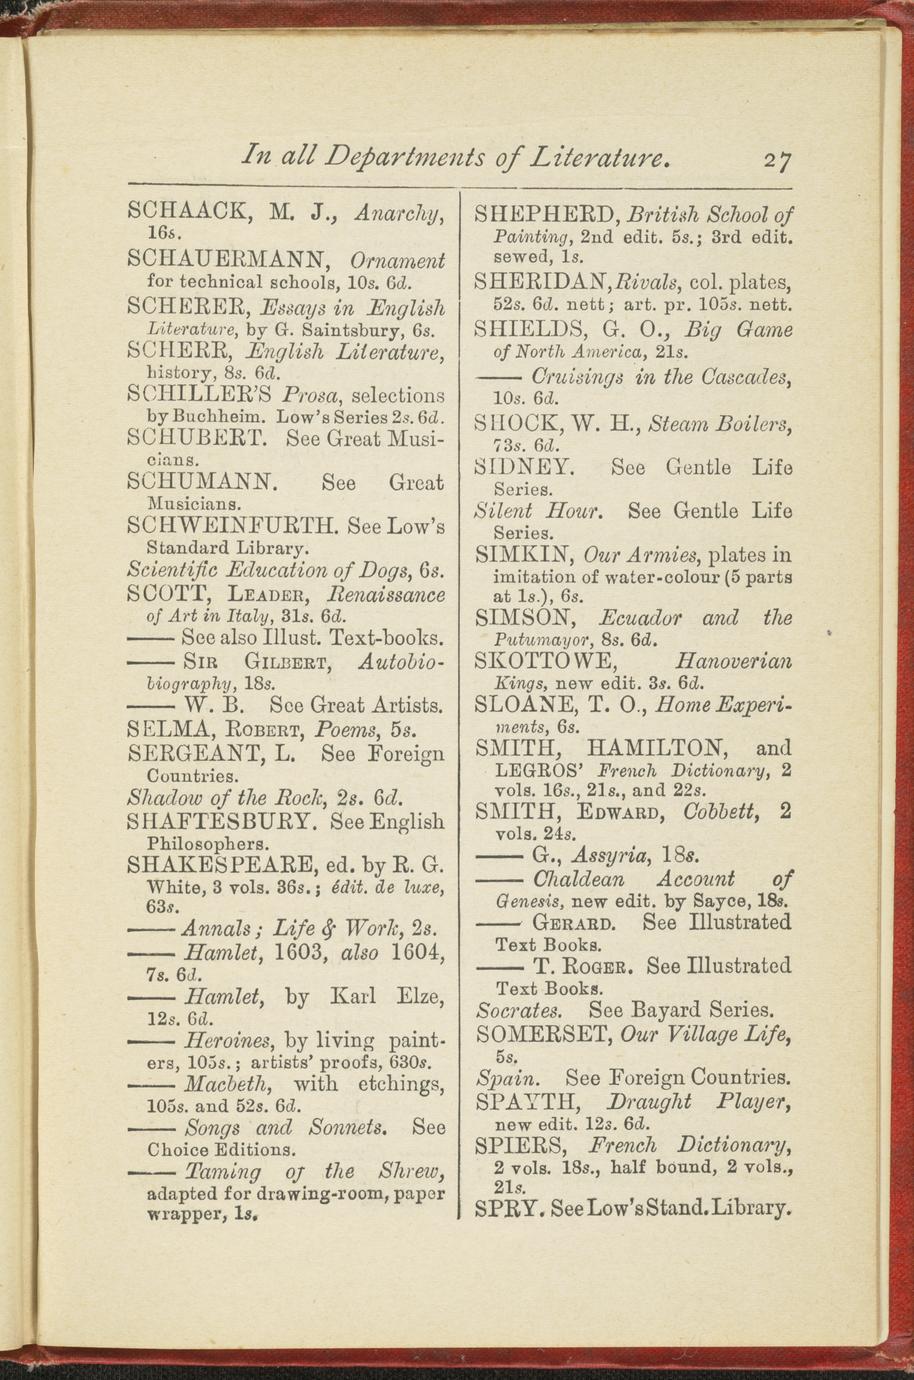 In all Departments of Literature. 27
SCHAACK, M. J., Anarchy,
16s.
SCHAUERMANN, Ornament
for technical schools, 10s. 6d.
SCHERER, Essays in English
Literature, by G. Saintsbury, 6s.
SCHERR, English Literature,
history, 8s. 6d.
SCHILLER'S Prosa, selections
by Buchheim. Low's Series 2s. 6d.
SCHUBERT. See Great Musi-
cians.
SCHUMANN. See Great
Musicians.
SCHWEINFURTH. See Low's
Standard Library.
Scientific Education of Dogs, 6s.
SCOTT, LEADER, Renaissance
of Art in Italy, 31s. 6d.
—— See also Illust. Text-books.
—— SIR GILBERT, Autobio-
biography, 18s.
—— W. B. See Great Artists.
SELMA, ROBERT, Poems, 5s.
SERGEANT, L. See Foreign
Countries.
Shadow of the Rock, 2s. 6d.
SHAFTESBURY. See English
Philosophers.
SHAKESPEARE, ed. by R. G.
White, 3 vols. 36s.; édit. de luxe,
63s.
—— Annals; Life & Work, 2s.
—— Hamlet, 1603, also 1604,
7s. 6d.
—— Hamlet, by Karl Elze,
12s. 6d.
—— Heroines, by living paint-
ers, 105s.; artists' proofs, 630s.
—— Macbeth, with etchings,
105s. and 52s. 6d.
—— Songs and Sonnets. See
Choice Editions.
—— Taming of the Shrew,
adapted for drawing-room, paper
wrapper, 1s.
SHEPHERD, British School of
Painting, 2nd edit. 5s.; 3rd edit.
sewed, 1s.
SHERIDAN, Rivals, col. plates,
52s. 6d. nett; art. pr. 105s. nett.
SHIELDS, G. O., Big Game
of North America, 21s.
—— Cruisings in the Cascades,
10s. 6d.
SHOCK, W. H., Steam Boilers,
73s. 6d.
SIDNEY. See Gentle Life
Series.
Silent Hour. See Gentle Life
Series.
SIMKIN, Our Armies, plates in
imitation of water-colour (5 parts
at 1s.), 6s.
SIMSON, Ecuador and the
Putumayor, 8s. 6d.
SKOTTOWE, Hanoverian
Kings, new edit. 3s. 6d.
SLOANE, T. O., Home Experi-
ments, 6s.
SMITH, HAMILTON, and
LEGROS' French Dictionary, 2
vols. 16s., 21s., and 22s.
SMITH, EDWARD, Cobbett, 2
vols. 24s.
—— G., Assyria, 18s.
—— Chaldean Account of
Genesis, new edit. by Sayce, 18s.
—— GERARD. See Illustrated
Text Books.
—— T. ROGER. See Illustrated
Text Books.
Socrates. See Bayard Series.
SOMERSET, Our Village Life,
5s.
Spain. See Foreign Countries.
SPAYTH, Draught Player,
new edit. 12s. 6d.
SPIERS, French Dictionary,
2 vols. 18s., half bound, 2 vols.,
21s.
SPRY. See Low's Stand. Library.